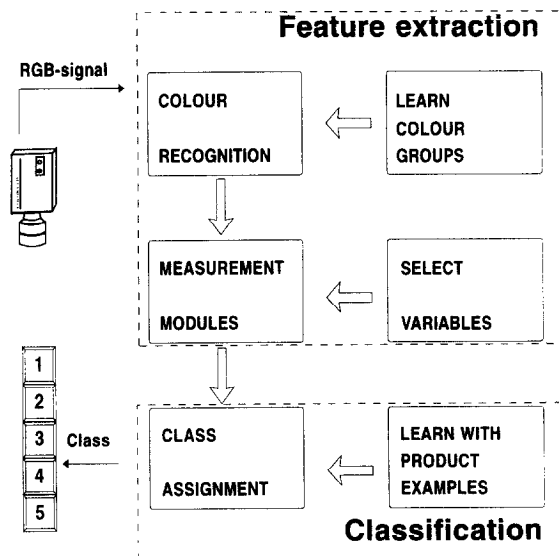 Feature extraction
RGB-signal
COLOUR
RECOGNITION
LEARN
COLOUR
GROUPS
MEASUREMENT
MODULES
SELECT
VARIABLES
1
2
3
4
5
Class
CLASS
ASSIGNMENT
LEARN WITH
PRODUCT
EXAMPLES
Classification